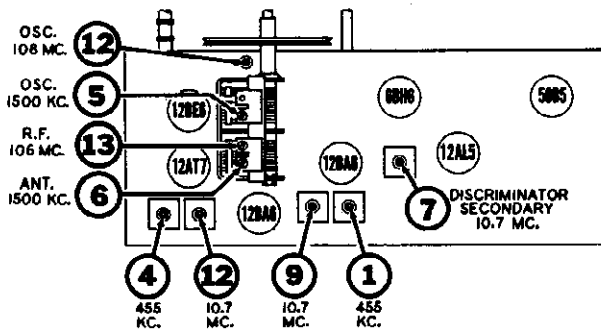 OSC.
108 MC.
12
OSC.
1500 KC.
5
R.F.
106 MC.
13
ANT.
1500 KC.
6
12BE6
12AT7
12BA6
12BA6
6BH6
50B5
12AL5
7
DISCRIMINATOR
SECONDARY
10.7 MC.
4
455
KC.
12
10.7
MC.
9
10.7
MC.
1
455
KC.